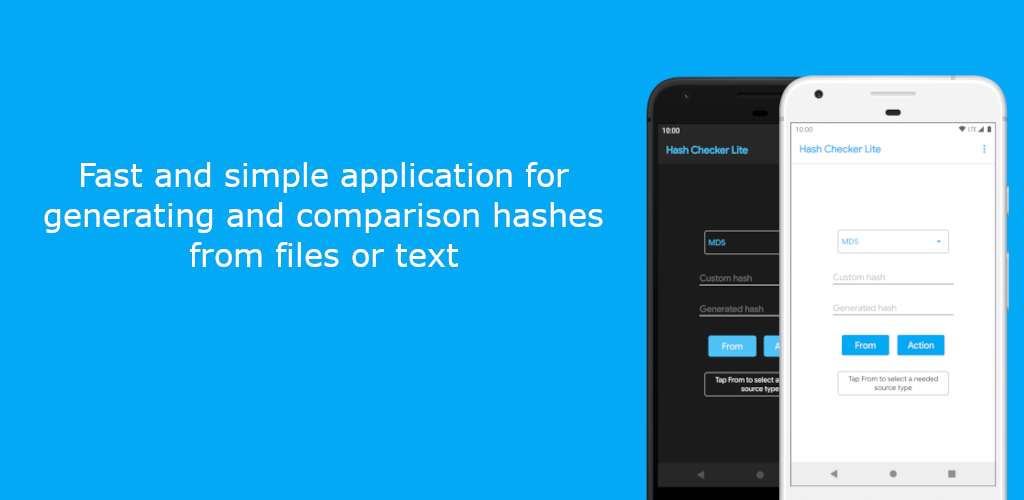 Fast and simple application for
generating and comparison hashes
from files or text
10:00
Hash Checker Lite
MD5
Custom hash
Generated hash
From
A
Tap From to select a
source type
10:00
LTE
Hash Checker Lite
MD5
Custom hash
Generated hash
From
Action
Tap From to select a needed
source type